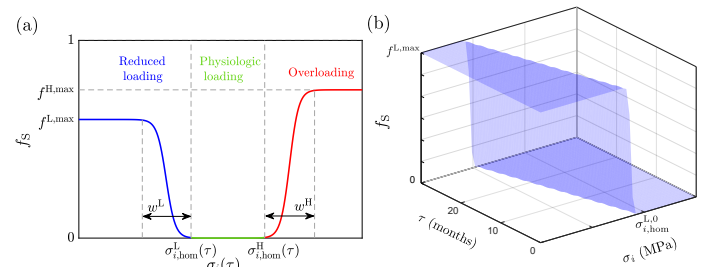 (a)
1
Reduced
loading
Physiologic
loading
Overloading
f^{H,max}
f^{L,max}
f_S
w^L
w^H
0
σ^L_{i,hom}(τ)
σ^H_{i,hom}(τ)
σ_i(τ)
(b)
f^{L,max}
f_S
0
20
10
0
τ (months)
σ^{L,0}_{i,hom}
σ_i (MPa)